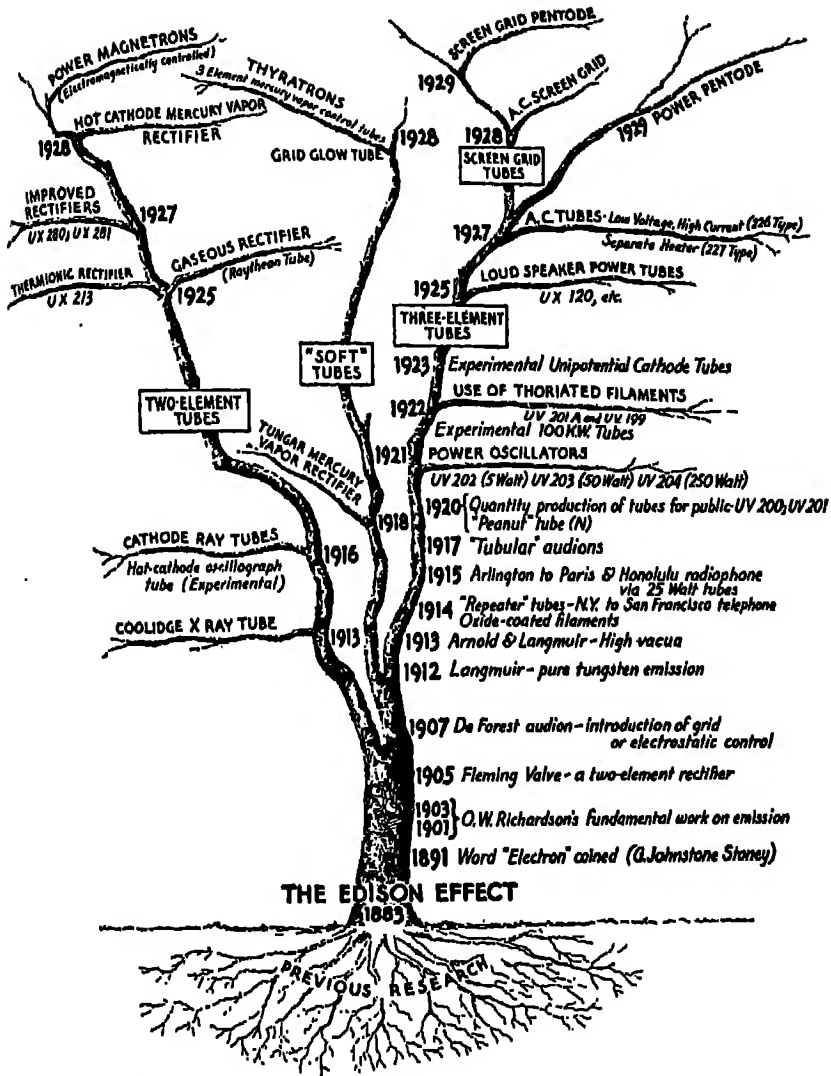 POWER MAGNETRONS
(Electromagnetically controlled)
HOT CATHODE MERCURY VAPOR
RECTIFIER
1928
IMPROVED
RECTIFIERS
UX 280; UX 281
1927
THERMIONIC RECTIFIER
UX 213
GASEOUS RECTIFIER
(Raytheon Tube)
1925
TWO-ELEMENT
TUBES
CATHODE RAY TUBES
Hot-cathode oscillograph
tube (Experimental)
1916
COOLIDGE X RAY TUBE
1913
THYRATRONS
3 Element mercury vapor control tubes
GRID GLOW TUBE
1928
"SOFT"
TUBES
TUNGAR MERCURY
VAPOR RECTIFIER
1918
SCREEN GRID PENTODE
1929
A.C. SCREEN GRID
1928
SCREEN GRID
TUBES
1929 POWER PENTODE
1927
A.C. TUBES - Low Voltage, High Current (226 Type)
Separate Heater (227 Type)
1925
LOUD SPEAKER POWER TUBES
UX 120, etc.
THREE-ELEMENT
TUBES
1923 Experimental Unipotential Cathode Tubes
1922 USE OF THORIATED FILAMENTS
UV 201A and UV 199
Experimental 100 K.W. Tubes
1921 POWER OSCILLATORS
UV 202 (5 Watt) UV 203 (50 Watt) UV 204 (250 Watt)
1920 { Quantity production of tubes for public-UV 200; UV 201
"Peanut" tube (N)
1917 "Tubular" audions
1915 Arlington to Paris & Honolulu radiophone
via 25 Watt tubes
1914 "Repeater" tubes - N.Y. to San Francisco telephone
Oxide-coated filaments
1913 Arnold & Langmuir - High vacua
1912 Langmuir - pure tungsten emission
1907 De Forest audion - introduction of grid
or electrostatic control
1905 Fleming Valve - a two-element rectifier
1903
1901 } O.W. Richardson's fundamental work on emission
1891 Word "Electron" coined (G. Johnstone Stoney)
THE EDISON EFFECT
1883
PREVIOUS RESEARCH